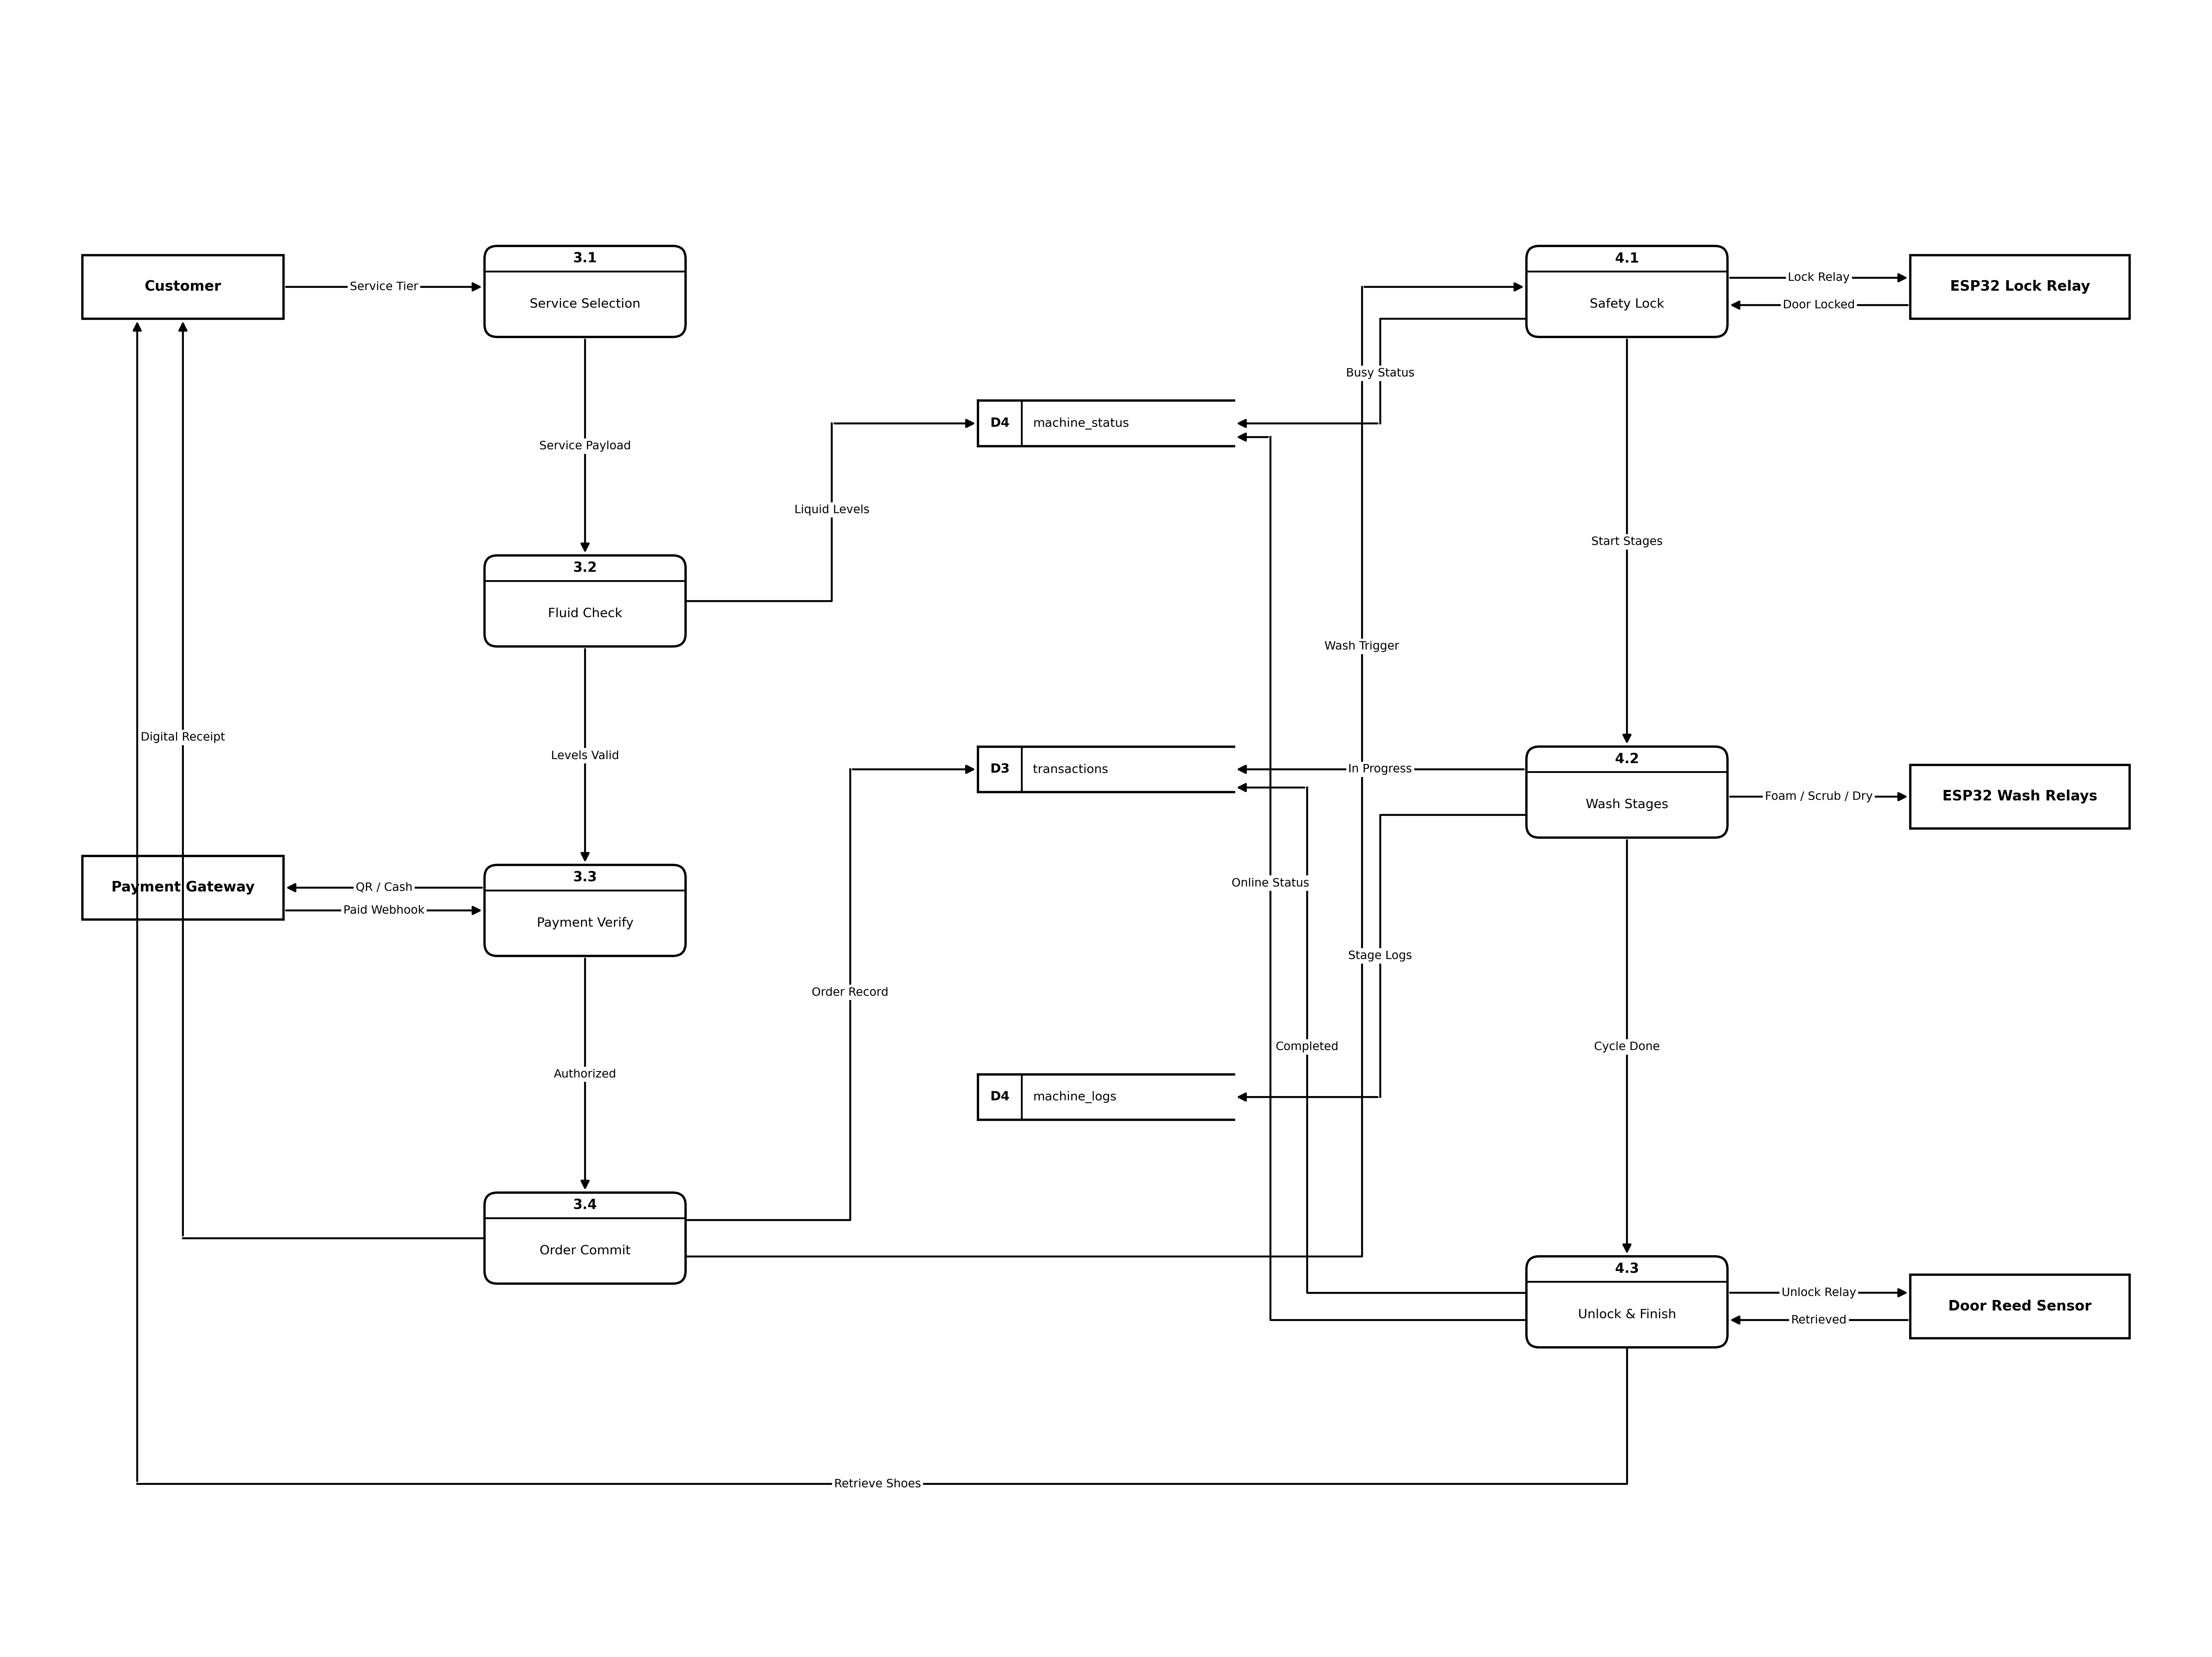 3.1
4.1
Customer
Service Tier
Service Selection
Safety Lock
Lock Relay
Door Locked
ESP32 Lock Relay
Busy Status
D4
machine_status
Service Payload
Liquid Levels
Start Stages
3.2
Fluid Check
Wash Trigger
Digital Receipt
Levels Valid
D3
transactions
In Progress
4.2
Wash Stages
Foam / Scrub / Dry
ESP32 Wash Relays
Payment Gateway
QR / Cash
Paid Webhook
3.3
Payment Verify
Online Status
Stage Logs
Order Record
Completed
Cycle Done
Authorized
D4
machine_logs
3.4
Order Commit
4.3
Unlock & Finish
Unlock Relay
Retrieved
Door Reed Sensor
Retrieve Shoes